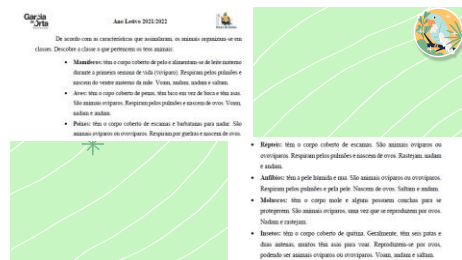 Garcia
d'Orta
Ano Letivo 2021/2022
De acordo com as características que assinalaram, os animais organizam-se em
classes. Descobre a classe a que pertencem os teus animais:
• Mamíferos: têm o corpo coberto de pelo e alimentam-se de leite materno
durante a primeira semana de vida (vivíparo). Respiram pelos pulmões e
nascem do ventre materno da mãe. Voam, andam, nadam e saltam.
• Aves: têm o corpo coberto de penas, têm bico em vez de boca e têm asas.
São animais ovíparos. Respiram pelos pulmões e nascem de ovos. Voam,
nadam e andam.
• Peixes: têm o corpo coberto de escamas e barbatanas para nadar. São
animais ovíparos ou ovovíparos. Respiram por guelras e nascem de ovos.
• Répteis: têm o corpo coberto de escamas. São animais ovíparos ou
ovovíparos. Respiram pelos pulmões e nascem de ovos. Rastejam, nadam
e andam.
• Anfíbios: têm a pele húmida e nua. São animais ovíparos ou ovovíparos.
Respiram pelos pulmões e pela pele. Nascem de ovos. Saltam e andam.
• Moluscos: têm o corpo mole e alguns possuem conchas para se
protegerem. São animais ovíparos, uma vez que se reproduzem por ovos.
Nadam e rastejam.
• Insetos: têm o corpo coberto de quitina. Geralmente, têm seis patas e
duas antenas, muitos têm asas para voar. Reproduzem-se por ovos,
podendo ser animais ovíparos ou ovovíparos. Voam, andam e saltam.